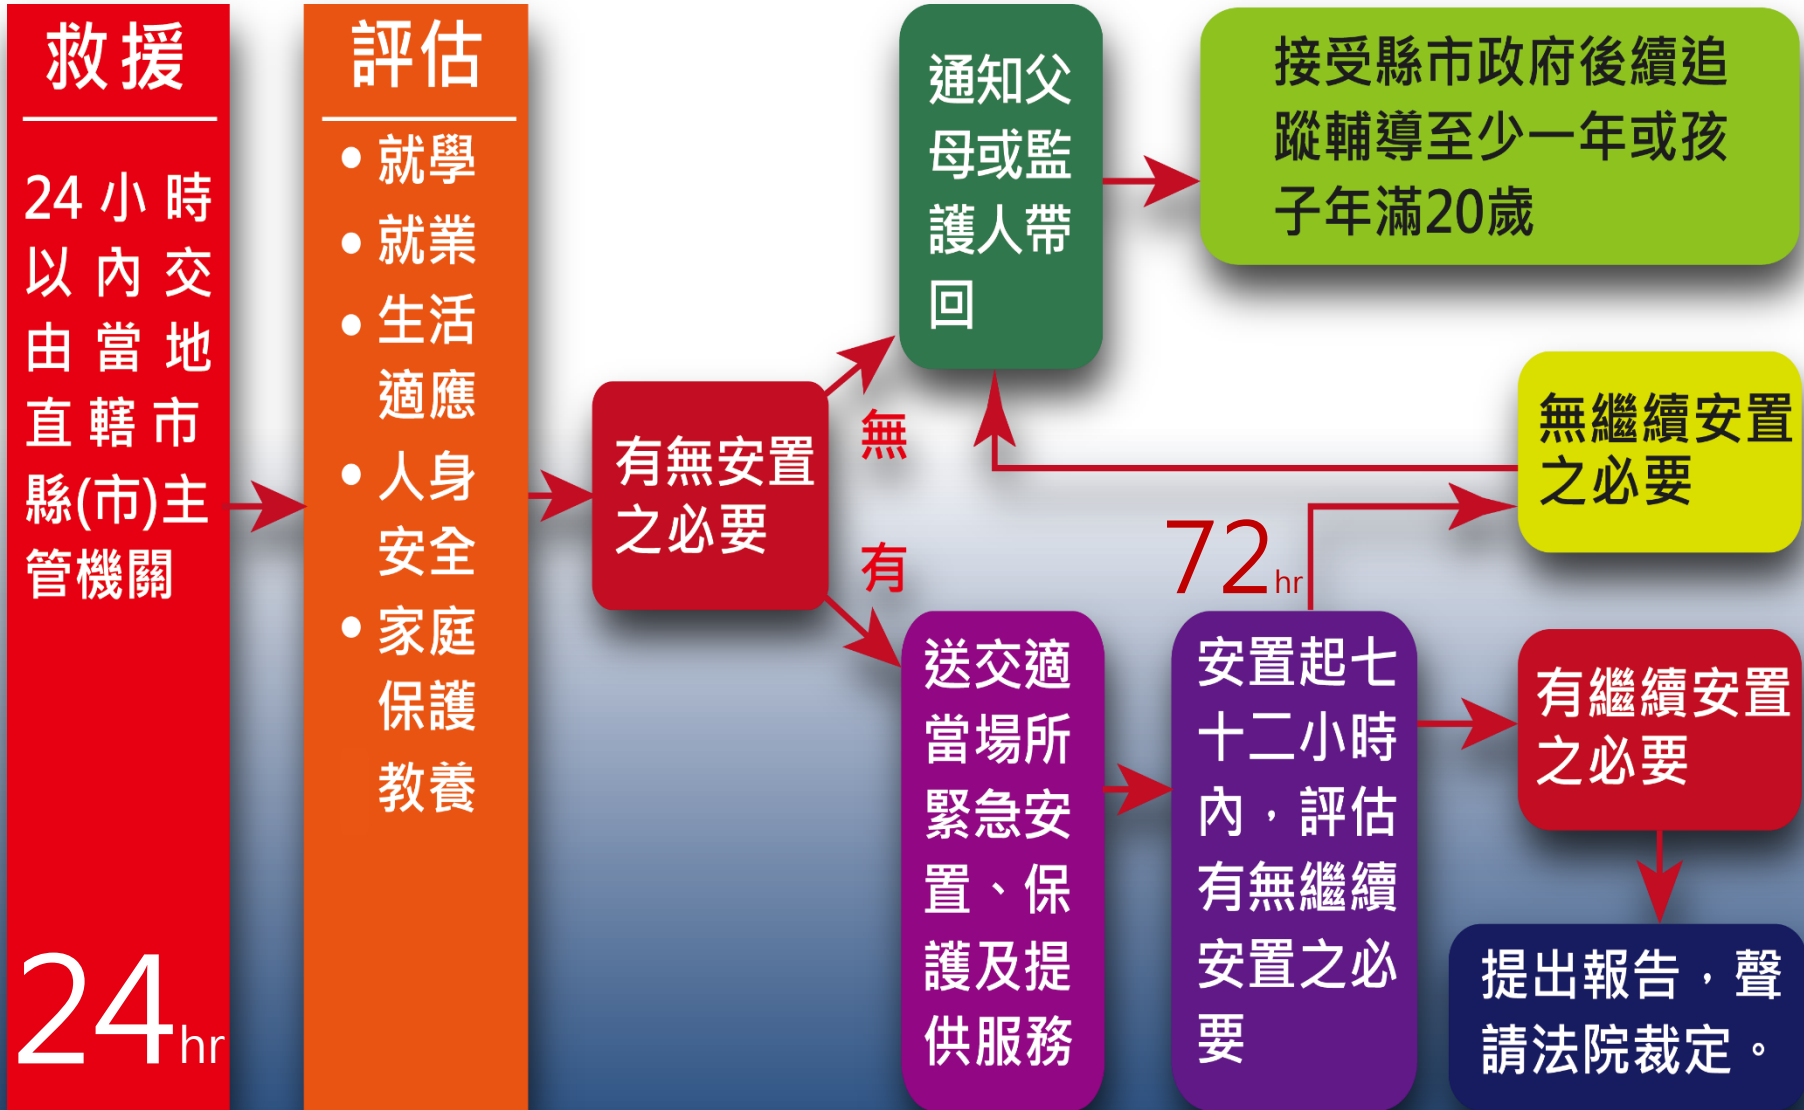 救援
24小時
以內交
由當地
直轄市
縣(市)主
管機關
24hr
評估
• 就學
• 就業
• 生活
適應
• 人身
安全
• 家庭
保護
教養
有無安置
之必要
無
有
通知父
母或監
護人帶
回
接受縣市政府後續追
蹤輔導至少一年或孩
子年滿20歲
送交適
當場所
緊急安
置、保
護及提
供服務
72hr
安置起七
十二小時
內，評估
有無繼續
安置之必
要
無繼續安置
之必要
有繼續安置
之必要
提出報告，聲
請法院裁定。